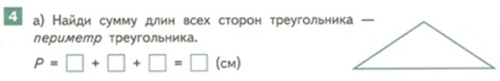 4 а) Найди сумму длин всех сторон треугольника —
периметр треугольника.
P = □ + □ + □ = □ (см)